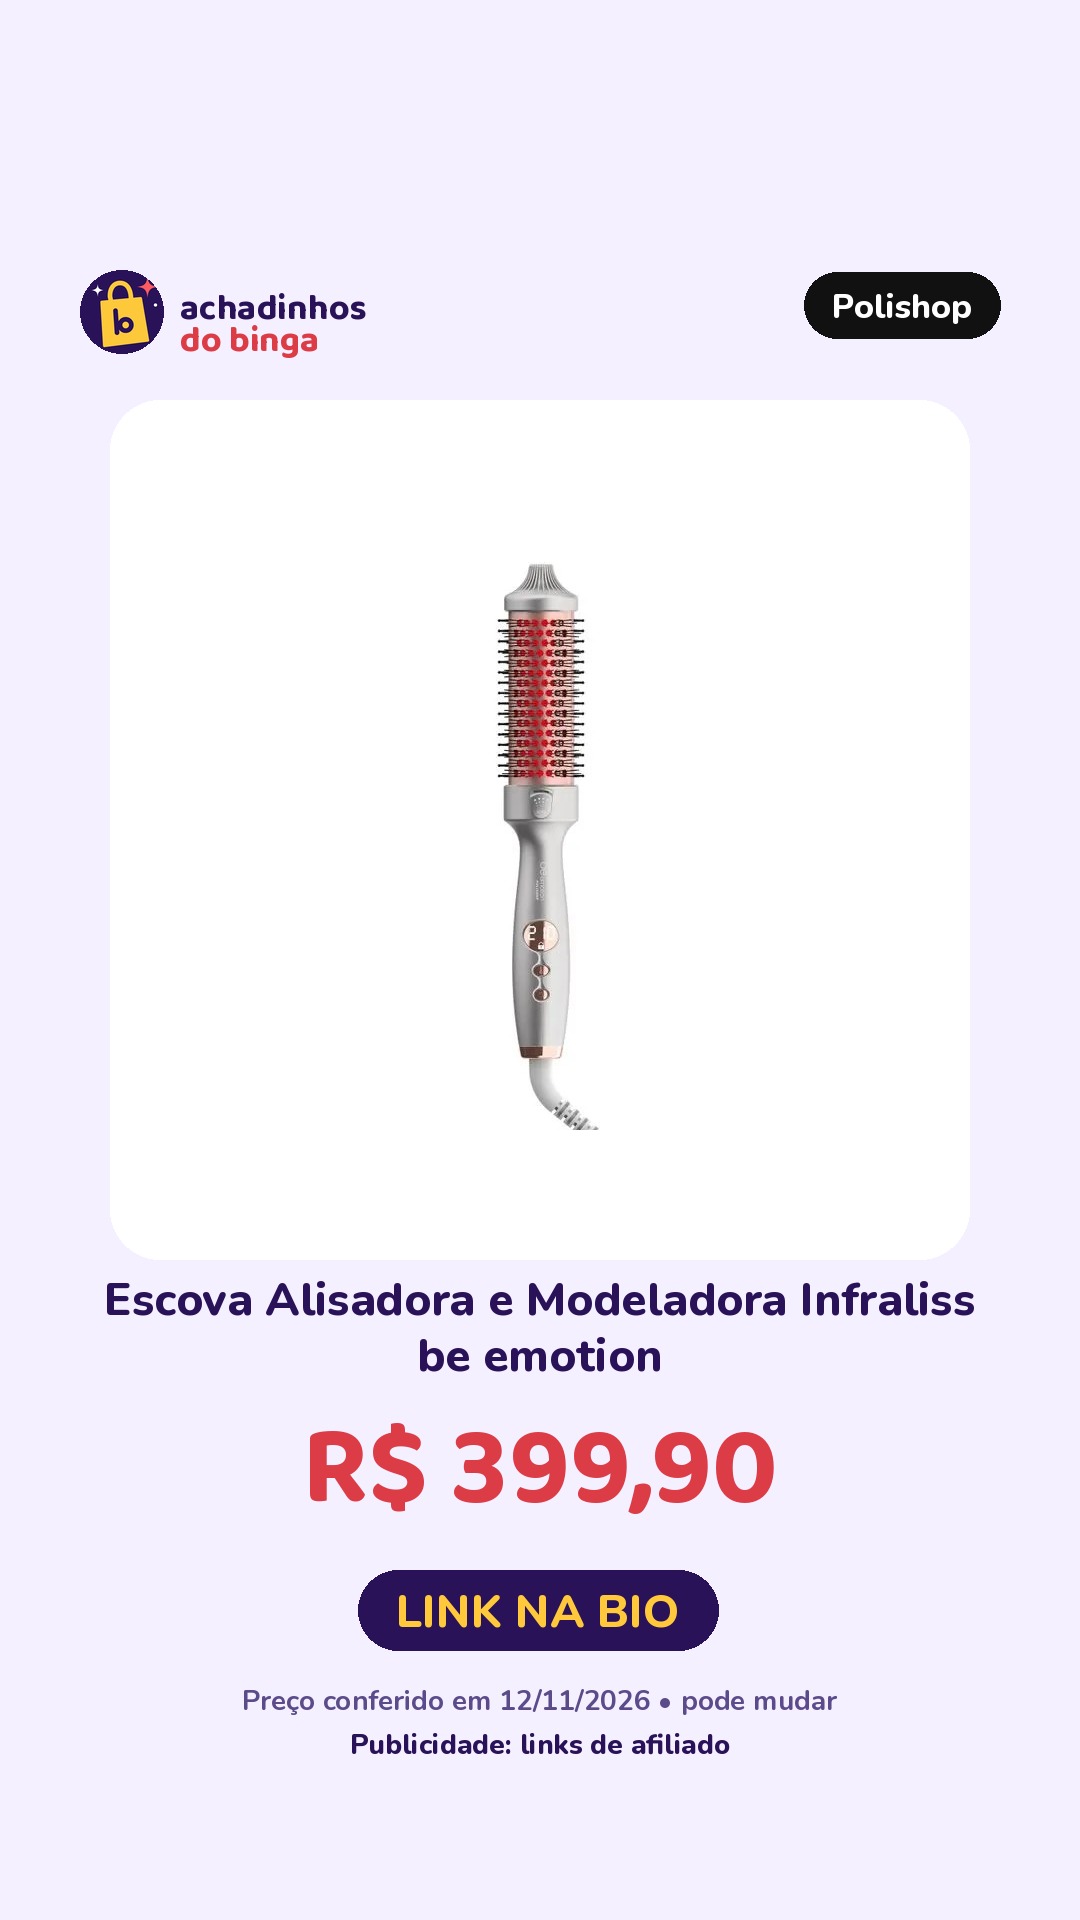 achadinhos
do binga
Polishop
Escova Alisadora e Modeladora Infraliss
be emotion
R$ 399,90
LINK NA BIO
Preço conferido em 12/11/2026 • pode mudar
Publicidade: links de afiliado